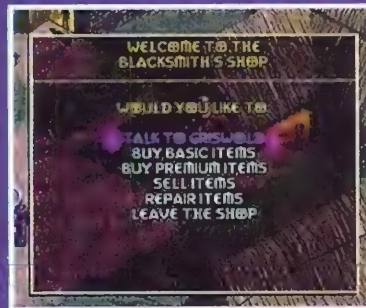 WELCOME TO THE
BLACKSMITH'S SHOP
WOULD YOU LIKE TO:
TALK TO GRISWOLD
BUY BASIC ITEMS
BUY PREMIUM ITEMS
SELL ITEMS
REPAIR ITEMS
LEAVE THE SHOP